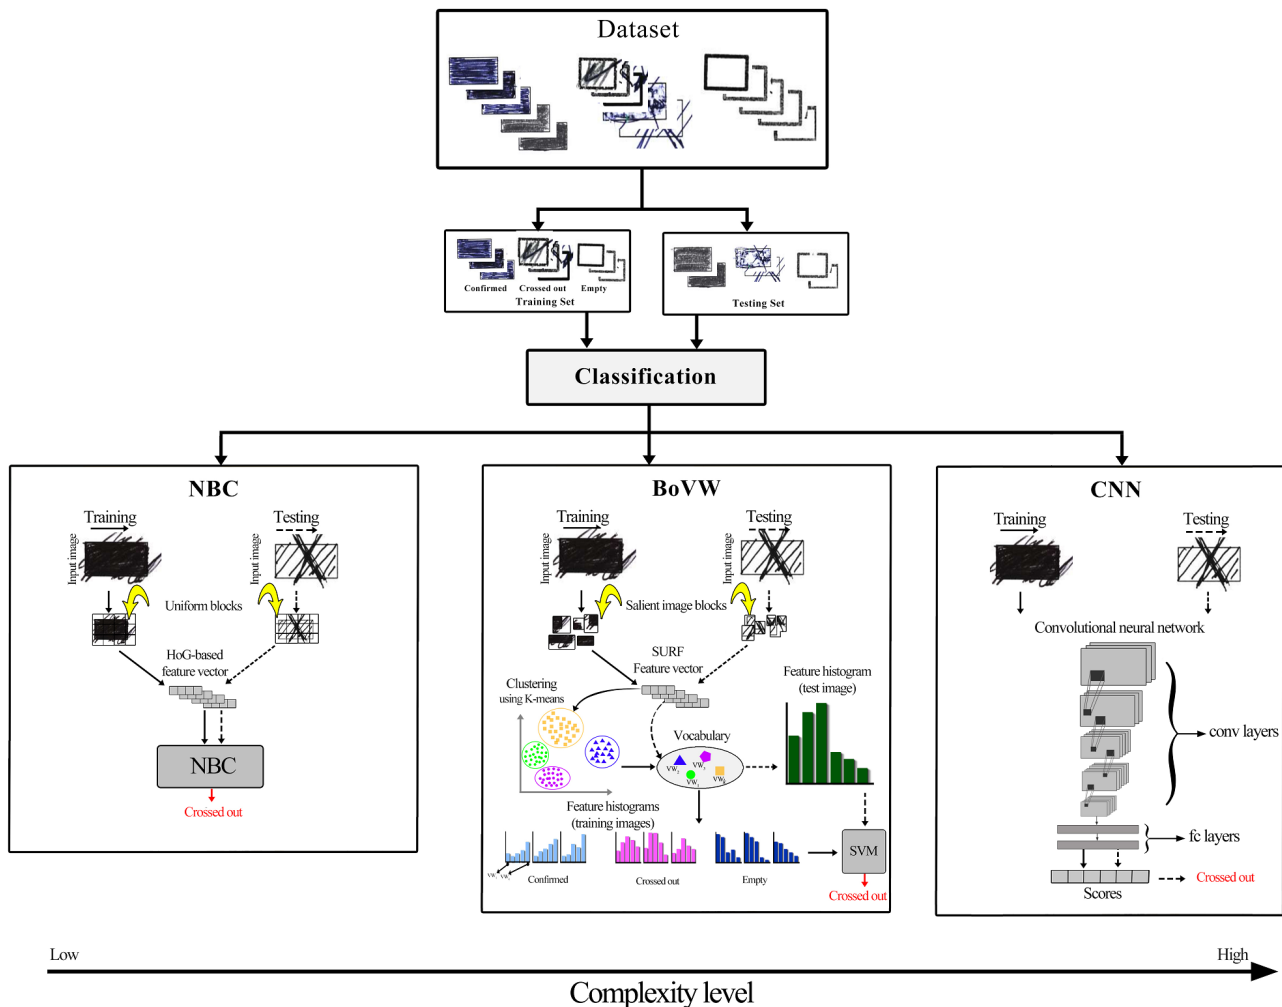 Dataset
Confirmed
Crossed out
Empty
Training Set
Testing Set
Classification
NBC
Training
Testing
Input image
Input image
Uniform blocks
HoG-based
feature vector
NBC
Crossed out
BoVW
Training
Testing
Input image
Input image
Salient image blocks
SURF
Feature vector
Clustering
using K-means
Feature histogram
(test image)
Vocabulary
Feature histograms
(training images)
Confirmed
Crossed out
Empty
SVM
Crossed out
CNN
Training
Testing
Convolutional neural network
conv layers
fc layers
Scores
Crossed out
Low
High
Complexity level